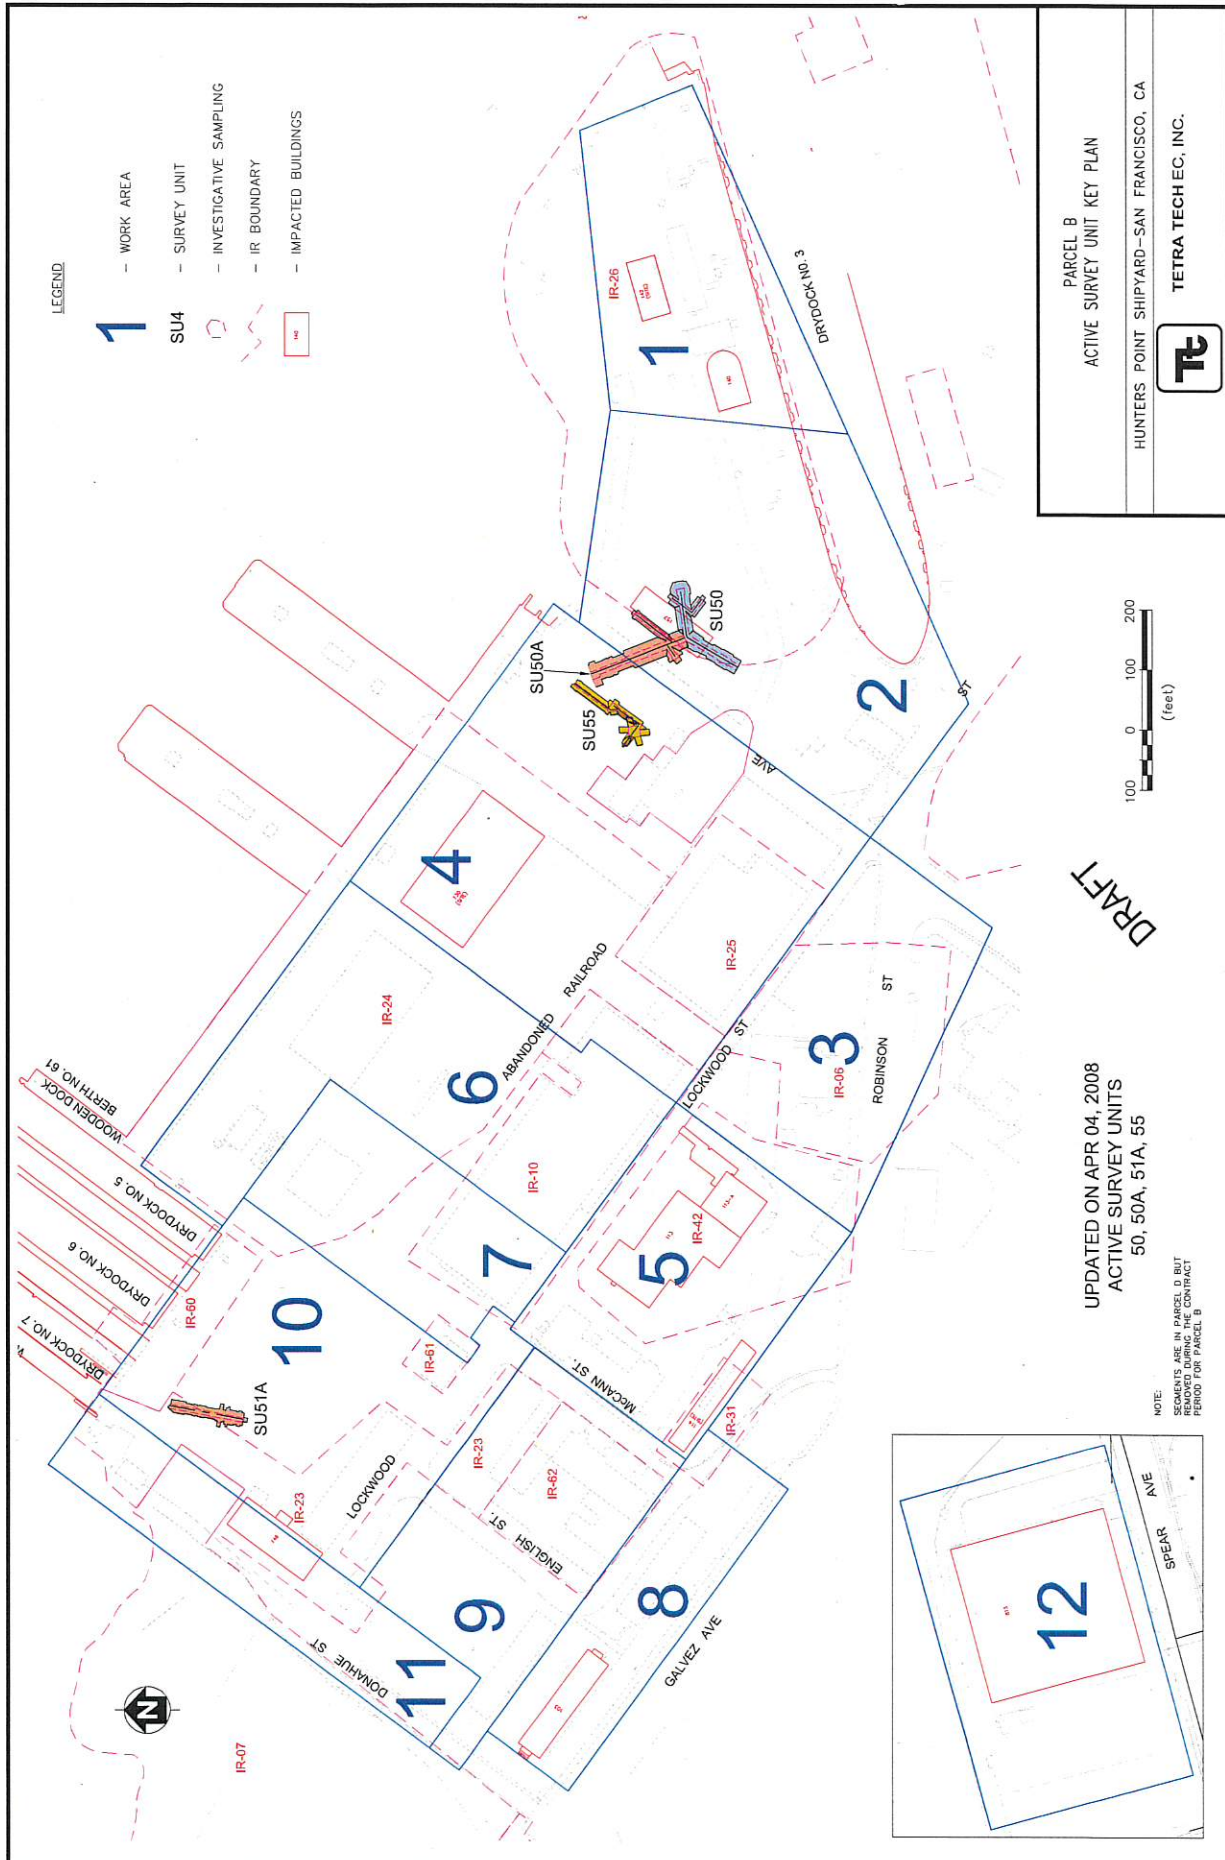 LEGEND
1 - WORK AREA
SU4 - SURVEY UNIT
- INVESTIGATIVE SAMPLING
- IR BOUNDARY
140 - IMPACTED BUILDINGS
BERTH NO. 61
WOODEN DOCK
DRYDOCK NO. 5
DRYDOCK NO. 6
DRYDOCK NO. 7
IR-60
10
SU51A
IR-61
IR-23
LOCKWOOD
DONAHUE ST
11
9
IR-07
N
IR-24
6
ABANDONED RAILROAD
IR-10
7
4
SU55
SU50A
SU50
IR-26
1
140
DRYDOCK NO. 3
2
AVE
ST
IR-25
LOCKWOOD ST
3
IR-06
ROBINSON ST
5
IR-42
113
113-A
McCANN ST.
IR-31
IR-23
IR-62
ENGLISH ST.
8
103
GALVEZ AVE
12
SPEAR AVE
NOTE:
SEGMENTS ARE IN PARCEL D BUT
REMOVED DURING THE CONTRACT
PERIOD FOR PARCEL B
UPDATED ON APR 04, 2008
ACTIVE SURVEY UNITS
50, 50A, 51A, 55
DRAFT
100 0 100 200
(feet)
PARCEL B
ACTIVE SURVEY UNIT KEY PLAN
HUNTERS POINT SHIPYARD-SAN FRANCISCO, CA
Tt
TETRA TECH EC, INC.